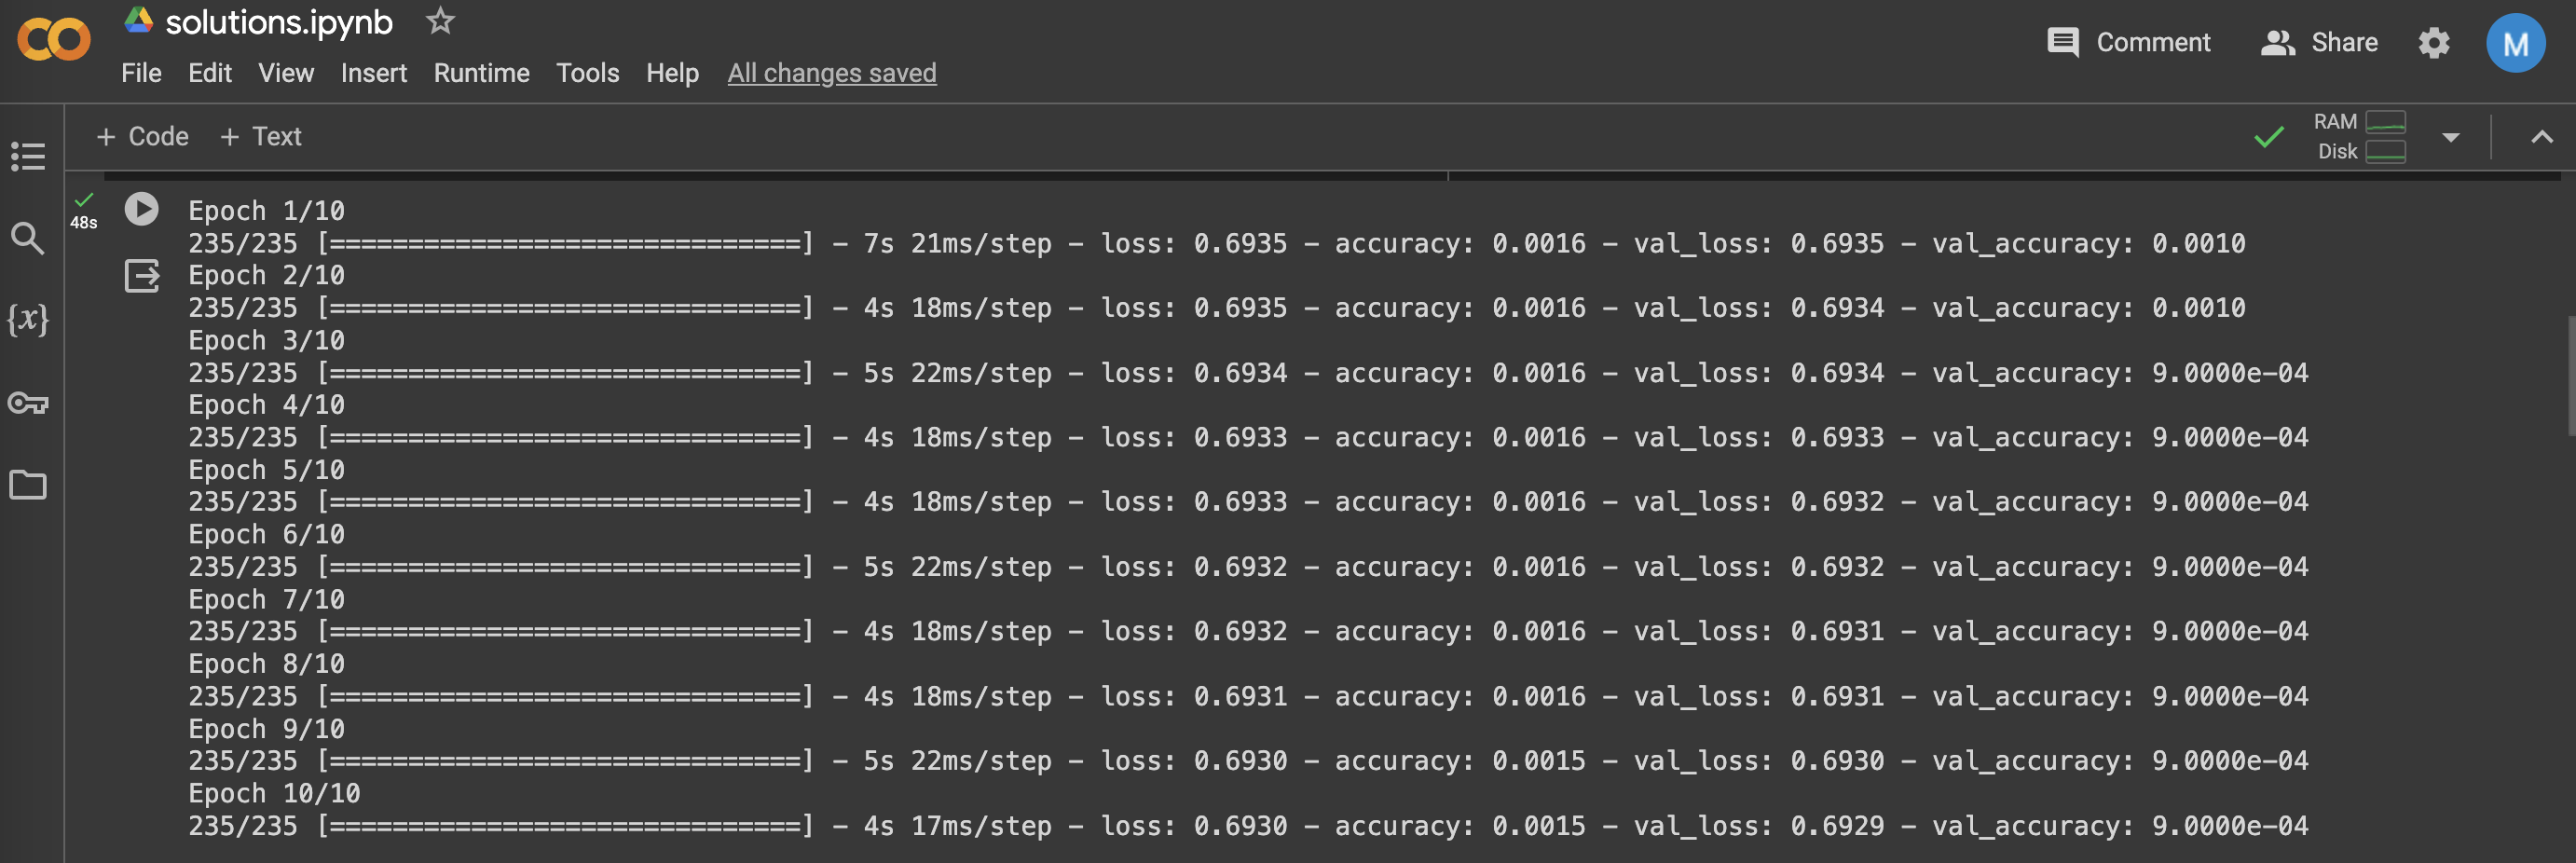 solutions.ipynb
File Edit View Insert Runtime Tools Help All changes saved
Comment Share M
+ Code + Text
RAM
Disk
48s
Epoch 1/10
235/235 [==============================] - 7s 21ms/step - loss: 0.6935 - accuracy: 0.0016 - val_loss: 0.6935 - val_accuracy: 0.0010
Epoch 2/10
235/235 [==============================] - 4s 18ms/step - loss: 0.6935 - accuracy: 0.0016 - val_loss: 0.6934 - val_accuracy: 0.0010
Epoch 3/10
235/235 [==============================] - 5s 22ms/step - loss: 0.6934 - accuracy: 0.0016 - val_loss: 0.6934 - val_accuracy: 9.0000e-04
Epoch 4/10
235/235 [==============================] - 4s 18ms/step - loss: 0.6933 - accuracy: 0.0016 - val_loss: 0.6933 - val_accuracy: 9.0000e-04
Epoch 5/10
235/235 [==============================] - 4s 18ms/step - loss: 0.6933 - accuracy: 0.0016 - val_loss: 0.6932 - val_accuracy: 9.0000e-04
Epoch 6/10
235/235 [==============================] - 5s 22ms/step - loss: 0.6932 - accuracy: 0.0016 - val_loss: 0.6932 - val_accuracy: 9.0000e-04
Epoch 7/10
235/235 [==============================] - 4s 18ms/step - loss: 0.6932 - accuracy: 0.0016 - val_loss: 0.6931 - val_accuracy: 9.0000e-04
Epoch 8/10
235/235 [==============================] - 4s 18ms/step - loss: 0.6931 - accuracy: 0.0016 - val_loss: 0.6931 - val_accuracy: 9.0000e-04
Epoch 9/10
235/235 [==============================] - 5s 22ms/step - loss: 0.6930 - accuracy: 0.0015 - val_loss: 0.6930 - val_accuracy: 9.0000e-04
Epoch 10/10
235/235 [==============================] - 4s 17ms/step - loss: 0.6930 - accuracy: 0.0015 - val_loss: 0.6929 - val_accuracy: 9.0000e-04
{x}